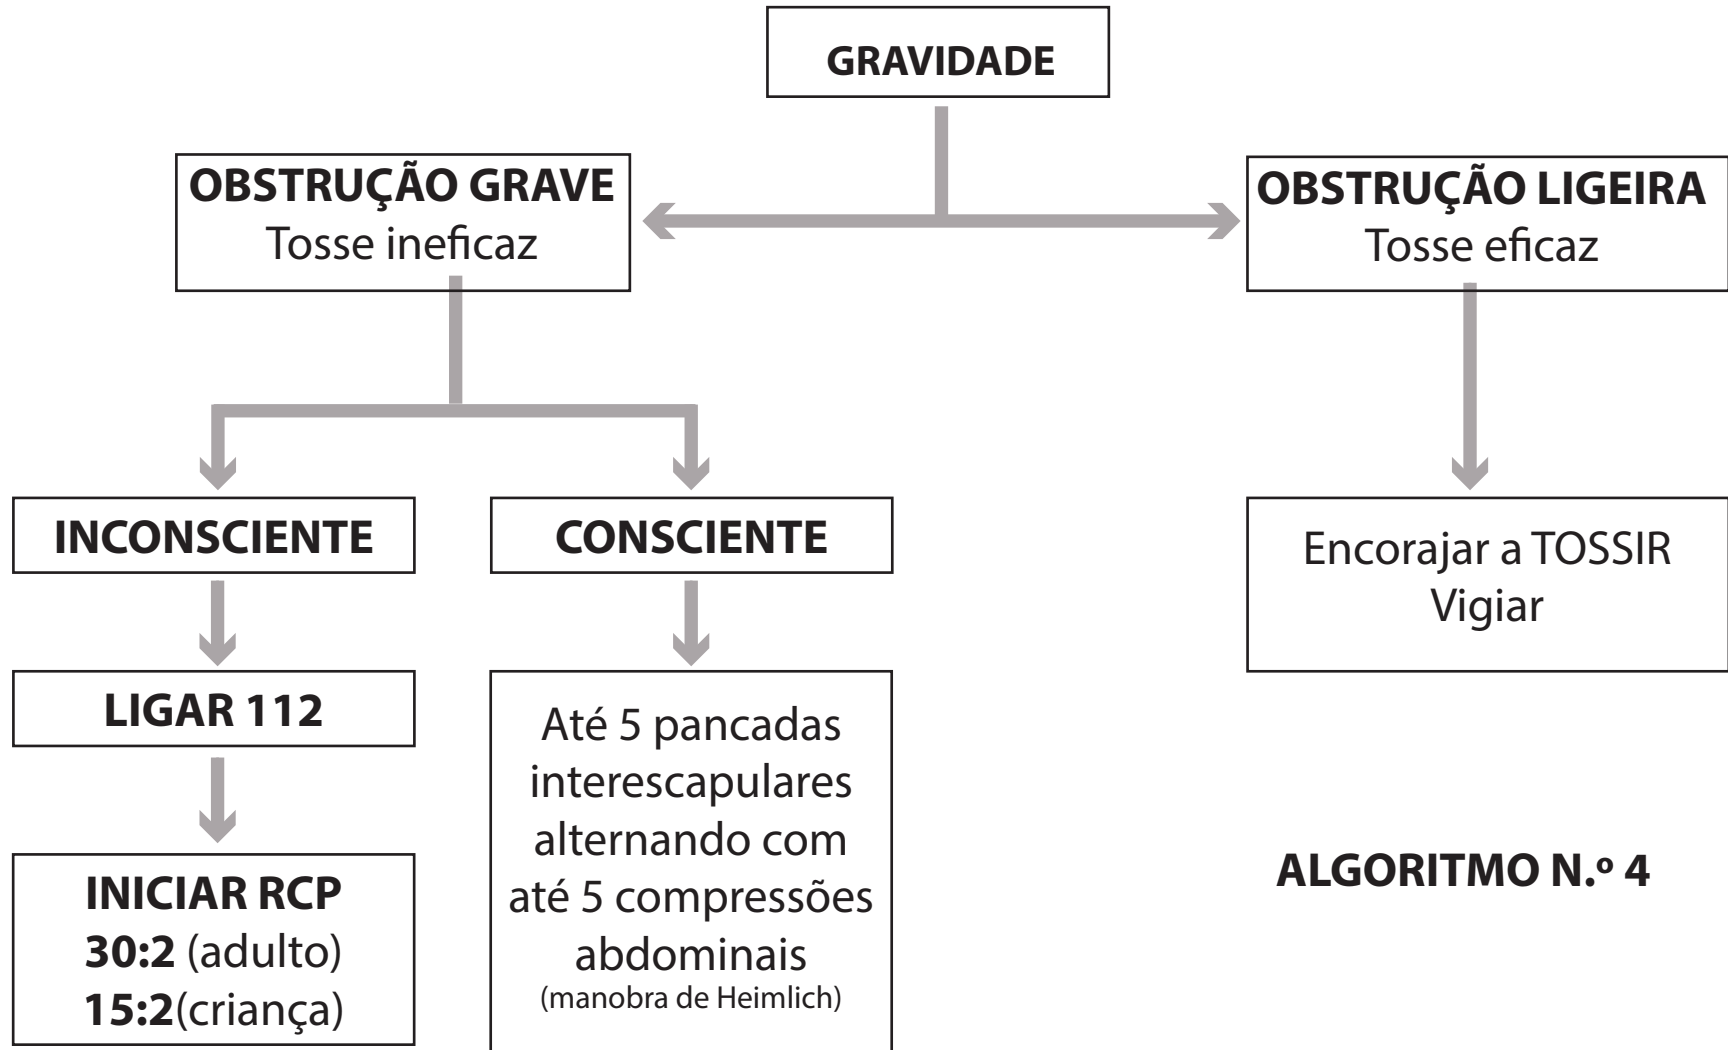 GRAVIDADE
OBSTRUÇÃO GRAVE
Tosse ineficaz
OBSTRUÇÃO LIGEIRA
Tosse eficaz
INCONSCIENTE
CONSCIENTE
Encorajar a TOSSIR
Vigiar
LIGAR 112
Até 5 pancadas
interescapulares
alternando com
até 5 compressões
abdominais
(manobra de Heimlich)
INICIAR RCP
30:2 (adulto)
15:2(criança)
ALGORITMO N.º 4